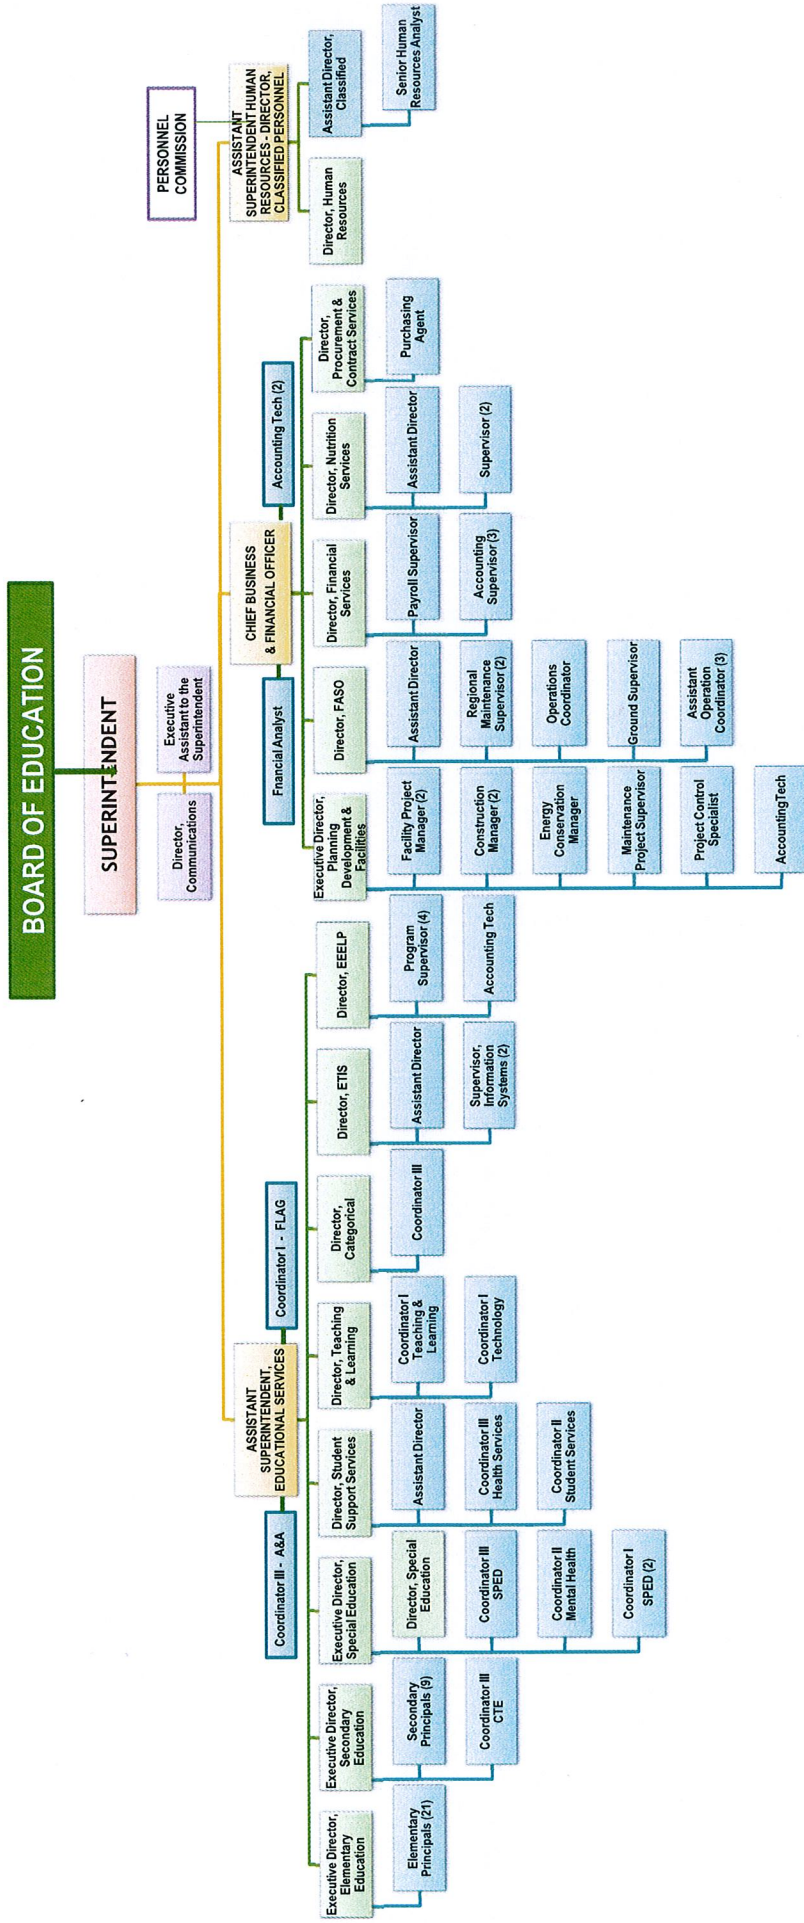 BOARD OF EDUCATION
SUPERINTENDENT
Director,
Communications
Executive
Assistant to the
Superintendent
PERSONNEL
COMMISSION
ASSISTANT
SUPERINTENDENT,
EDUCATIONAL SERVICES
Coordinator III - A&A
Coordinator I - FLAG
CHIEF BUSINESS
& FINANCIAL OFFICER
Fnancial Analyst
Accounting Tech (2)
ASSISTANT
SUPERINTENDENT HUMAN
RESOURCES - DIRECTOR,
CLASSIFIED PERSONNEL
Executive Director,
Elementary
Education
Elementary
Principals (21)
Executive Director,
Secondary
Education
Secondary
Principals (9)
Coordinator III
CTE
Executive Director,
Special Education
Director, Special
Education
Coordinator III
SPED
Coordinator II
Mental Health
Coordinator I
SPED (2)
Director, Student
Support Services
Assistant Director
Coordinator III
Health Services
Coordinator II
Student Services
Director, Teaching
& Learning
Coordinator I
Teaching &
Learning
Coordinator I
Technology
Director,
Categorical
Coordinator III
Director, ETIS
Assistant Director
Supervisor,
Information
Systems (2)
Director, EEELP
Program
Supervisor (4)
Accounting Tech
Executive Director,
Planning
Development &
Facilities
Facility Project
Manager (2)
Construction
Manager (2)
Energy
Conservation
Manager
Maintenance
Project Supervisor
Project Control
Specialist
AccountingTech
Director, FASO
Assistant Director
Regional
Maintenance
Supervisor (2)
Operations
Coordinator
Ground Supervisor
Assistant
Operation
Coordinator (3)
Director, Financial
Services
Payroll Supervisor
Accounting
Supervisor (3)
Director, Nutrition
Services
Assistant Director
Supervisor (2)
Director,
Procurement &
Contract Services
Purchasing
Agent
Director, Human
Resources
Assistant Director,
Classified
Senior Human
Resources Analyst